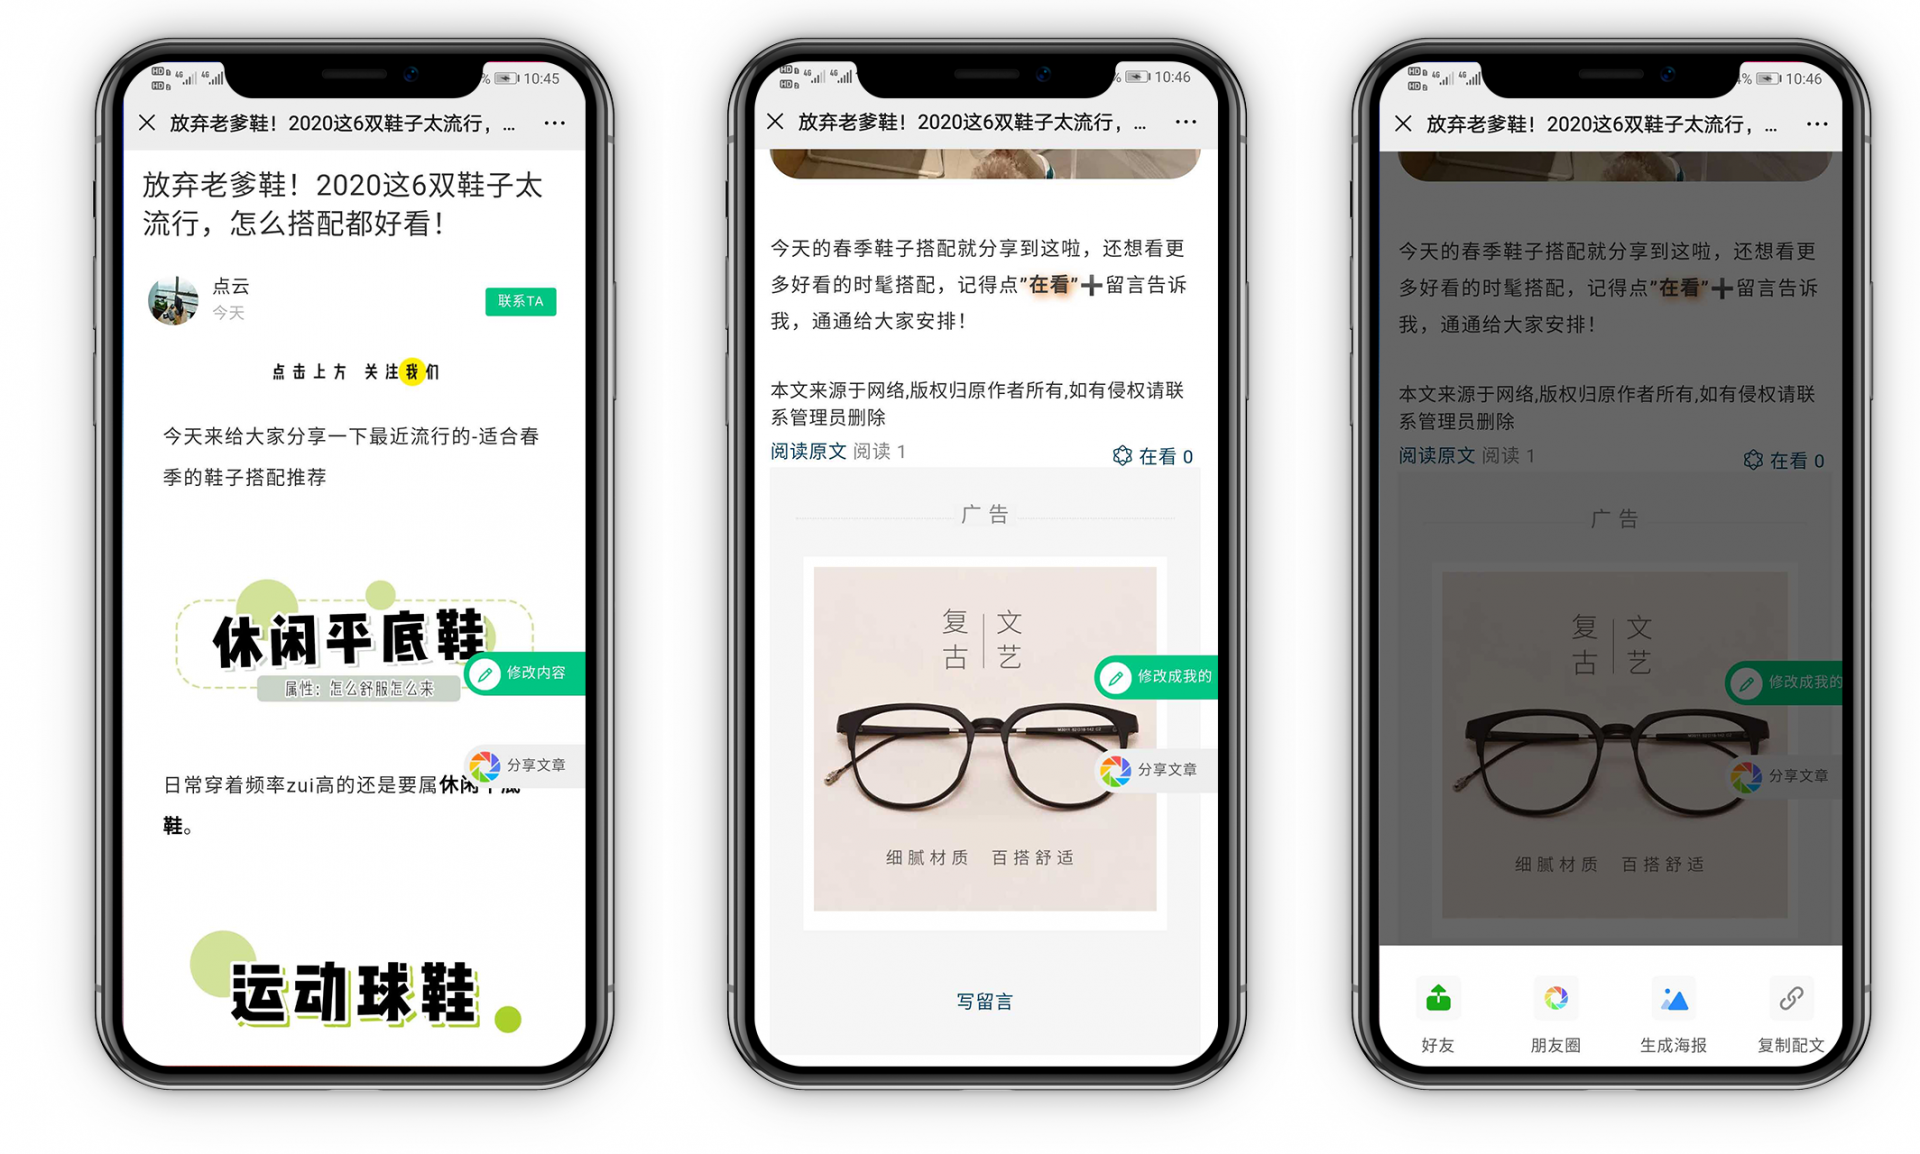 HD 4G 4G % 10:45
放弃老爹鞋！2020这6双鞋子太流行，...
放弃老爹鞋！2020这6双鞋子太
流行，怎么搭配都好看！
点云
今天
联系TA
点击上方 关注我们
今天来给大家分享一下最近流行的-适合春
季的鞋子搭配推荐
休闲平底鞋
属性：怎么舒服怎么来
修改内容
分享文章
日常穿着频率zui高的还是要属休闲平底
鞋。
运动球鞋
HD 4G 4G % 10:46
放弃老爹鞋！2020这6双鞋子太流行，...
今天的春季鞋子搭配就分享到这啦，还想看更
多好看的时髦搭配，记得点"在看"➕留言告诉
我，通通给大家安排！
本文来源于网络,版权归原作者所有,如有侵权请联
系管理员删除
阅读原文 阅读 1
在看 0
广告
复古 文艺
修改成我的
分享文章
细腻材质 百搭舒适
写留言
HD 4G 4G % 10:46
放弃老爹鞋！2020这6双鞋子太流行，...
今天的春季鞋子搭配就分享到这啦，还想看更
多好看的时髦搭配，记得点"在看"➕留言告诉
我，通通给大家安排！
本文来源于网络,版权归原作者所有,如有侵权请联
系管理员删除
阅读原文 阅读 1
在看 0
广告
复古 文艺
修改成我的
分享文章
细腻材质 百搭舒适
好友
朋友圈
生成海报
复制配文